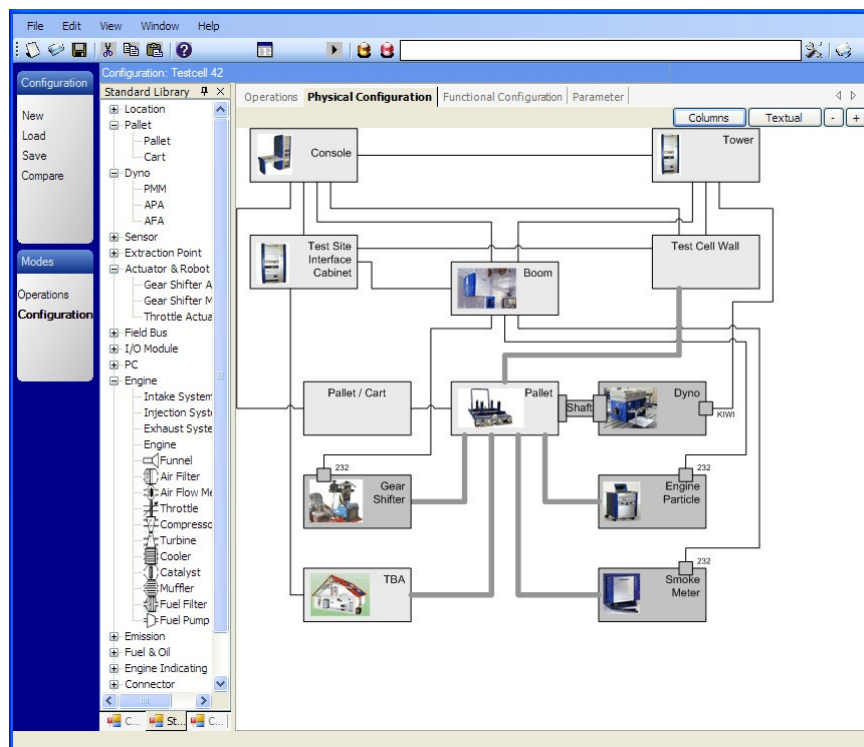 File Edit View Window Help
Configuration: Testcell 42
Configuration
New
Load
Save
Compare
Modes
Operations
Configuration
Standard Library
Location
Pallet
Pallet
Cart
Dyno
PMM
APA
AFA
Sensor
Extraction Point
Actuator & Robot
Gear Shifter A
Gear Shifter M
Throttle Actua
Field Bus
I/O Module
PC
Engine
Intake System
Injection Syst
Exhaust Syste
Engine
Funnel
Air Filter
Air Flow Me
Throttle
Compresso
Turbine
Cooler
Catalyst
Muffler
Fuel Filter
Fuel Pump
Emission
Fuel & Oil
Engine Indicating
Connector
C... St... C...
Operations Physical Configuration Functional Configuration Parameter
Columns Textual - +
Console
Tower
Test Site
Interface
Cabinet
Boom
Test Cell Wall
Pallet / Cart
Pallet
Shaft
Dyno
KIWI
232
Gear
Shifter
232
Engine
Particle
TBA
232
Smoke
Meter